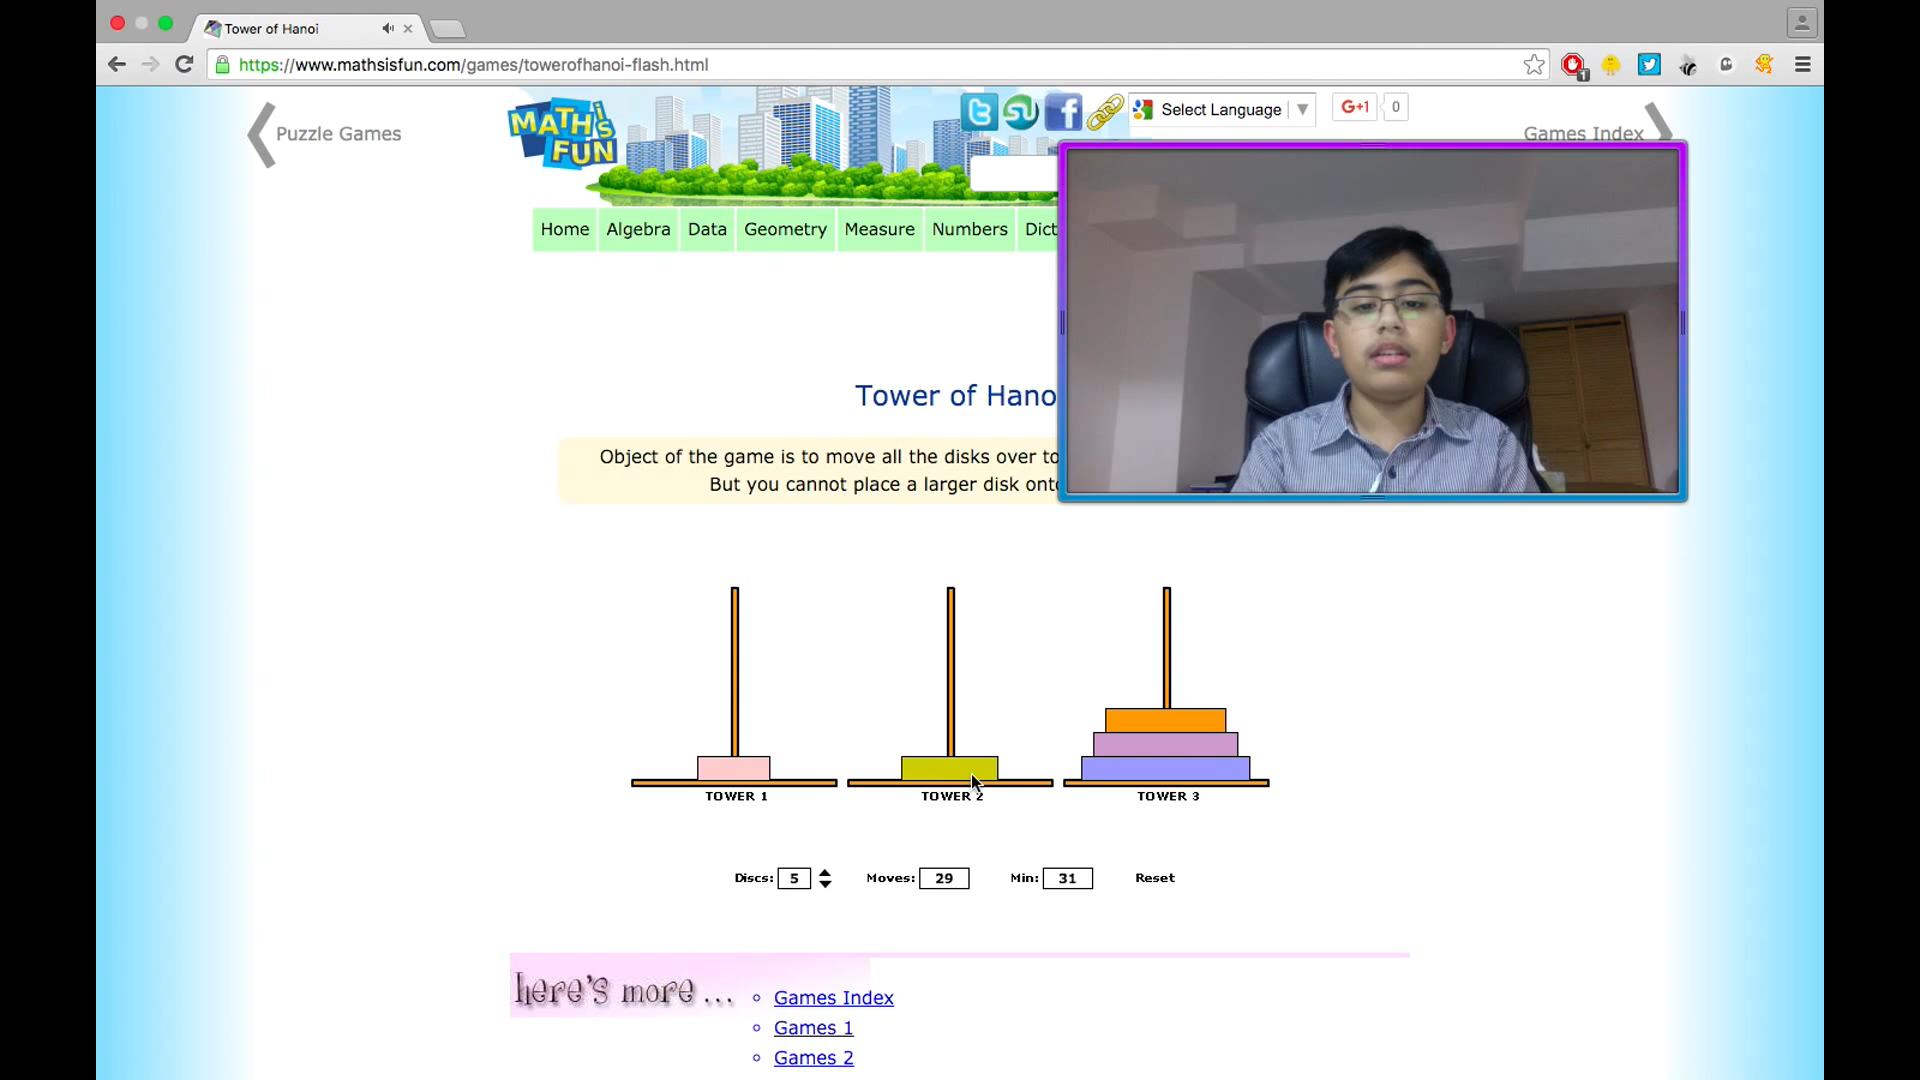 Tower of Hanoi
https://www.mathsisfun.com/games/towerofhanoi-flash.html
1
Puzzle Games
MATH is FUN
Select Language
G+1
0
Games Index
Home Algebra Data Geometry Measure Numbers Dict
Tower of Hano
Object of the game is to move all the disks over to
But you cannot place a larger disk onto
TOWER 1
TOWER 2
TOWER 3
Discs: 5 Moves: 29 Min: 31 Reset
here's more ...
Games Index
Games 1
Games 2